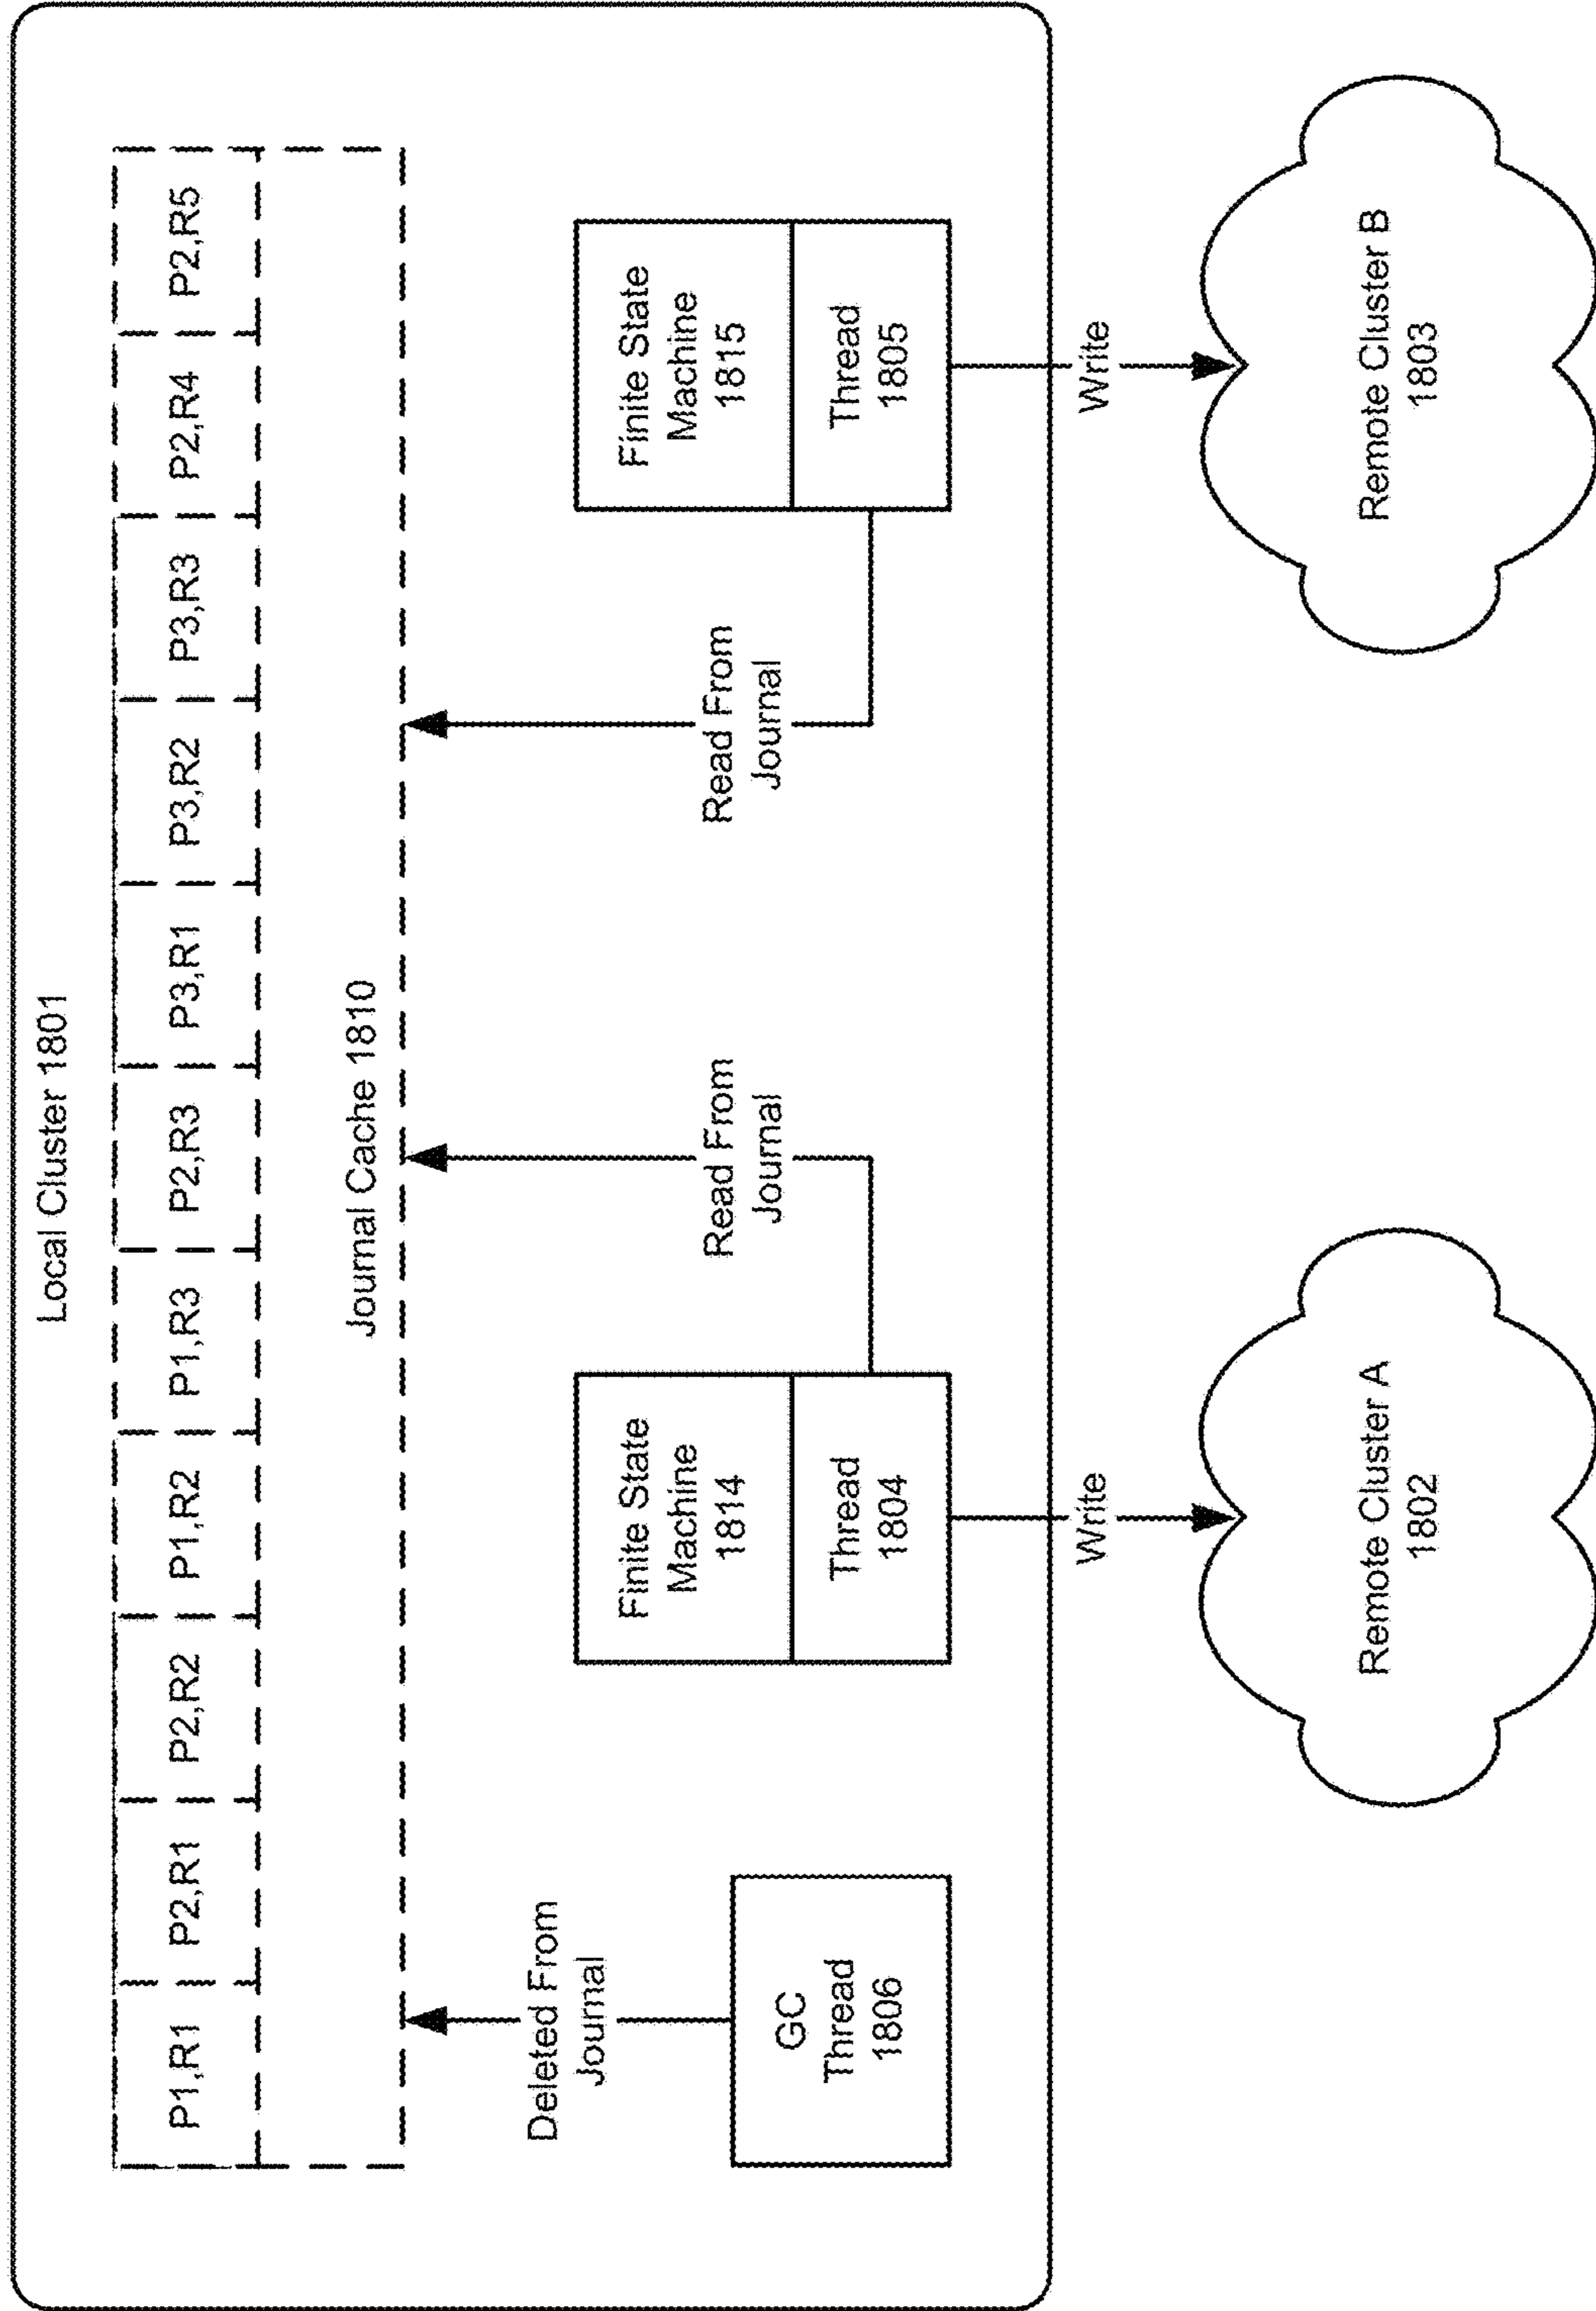 Local Cluster 1801
P1,R1
P2,R1
P2,R2
P1,R2
P1,R3
P2,R3
P3,R1
P3,R2
P3,R3
P2,R4
P2,R5
Journal Cache 1810
Deleted From
Journal
Read From
Journal
Read From
Journal
GC
Thread
1806
Finite State
Machine
1814
Thread
1804
Finite State
Machine
1815
Thread
1805
Write
Write
Remote Cluster A
1802
Remote Cluster B
1803